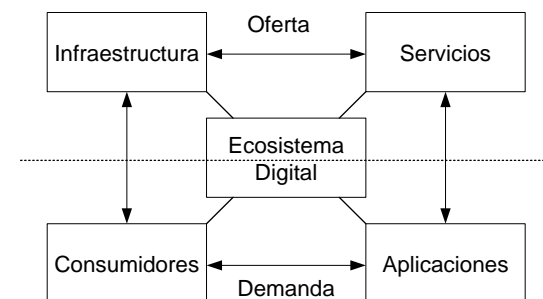 Oferta
Infraestructura
Servicios
Ecosistema
Digital
Consumidores
Aplicaciones
Demanda